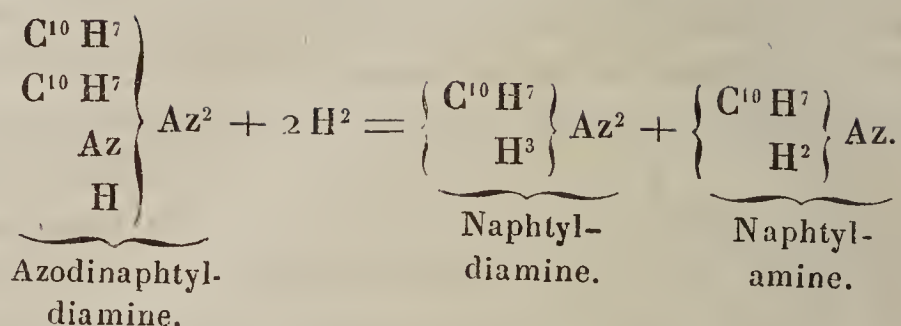 C¹⁰ H⁷
C¹⁰ H⁷
Az
H
} Az² + 2 H² = { C¹⁰ H⁷
H³ } Az² + { C¹⁰ H⁷
H² } Az.
Azodinaphtyl-
diamine.
Naphtyl-
diamine.
Naphtyl-
amine.